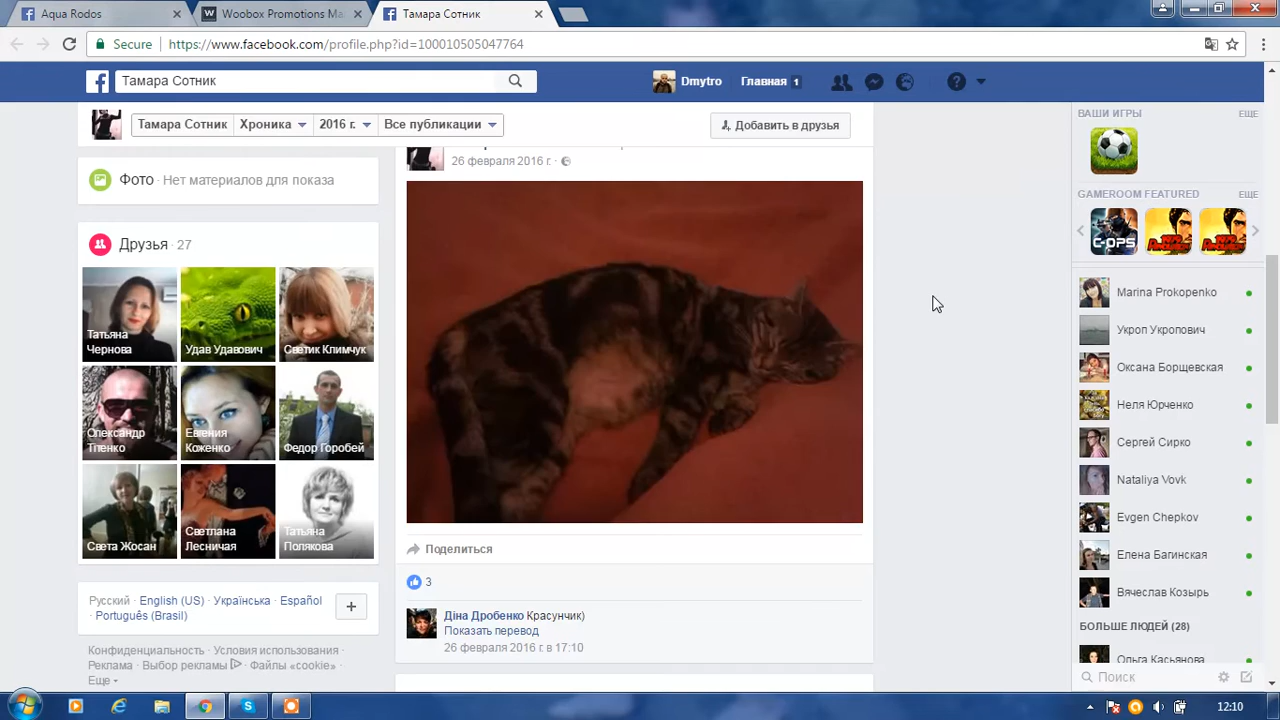 Aqua Rodos
Woobox Promotions Ma
Тамара Сотник
Secure
https://www.facebook.com/profile.php?id=100010505047764
Тамара Сотник
Dmytro
Главная 1
Тамара Сотник
Хроника
2016 г.
Все публикации
Добавить в друзья
26 февраля 2016 г. ·
Фото · Нет материалов для показа
Друзья · 27
Татьяна Чернова
Удав Удавович
Светик Климчук
Евгения Коженко
Федор Горобей
Света Жосан
Светлана Лесничая
Татьяна Полякова
Русский · English (US) · Українська · Español · Português (Brasil)
Конфиденциальность · Условия использования ·
Реклама · Выбор рекламы · Файлы «cookie» ·
Еще
Поделиться
3
Діна Дробенко Красунчик)
Показать перевод
26 февраля 2016 г. в 17:10
ВАШИ ИГРЫ
ЕЩЕ
GAMEROOM FEATURED
ЕЩЕ
C-OPS
Marina Prokopenko
Укроп Укропович
Оксана Борщевская
Неля Юрченко
Сергей Сирко
Nataliya Vovk
Evgen Chepkov
Елена Багинская
Вячеслав Козырь
БОЛЬШЕ ЛЮДЕЙ (28)
Ольга Касьянова
Поиск
12:10